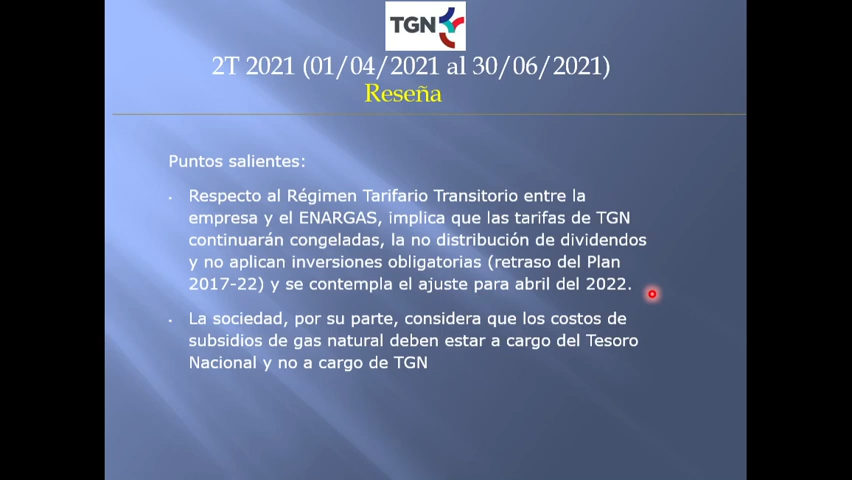 TGN
2T 2021 (01/04/2021 al 30/06/2021)
Reseña
Puntos salientes:
• Respecto al Régimen Tarifario Transitorio entre la
empresa y el ENARGAS, implica que las tarifas de TGN
continuarán congeladas, la no distribución de dividendos
y no aplican inversiones obligatorias (retraso del Plan
2017-22) y se contempla el ajuste para abril del 2022.
• La sociedad, por su parte, considera que los costos de
subsidios de gas natural deben estar a cargo del Tesoro
Nacional y no a cargo de TGN